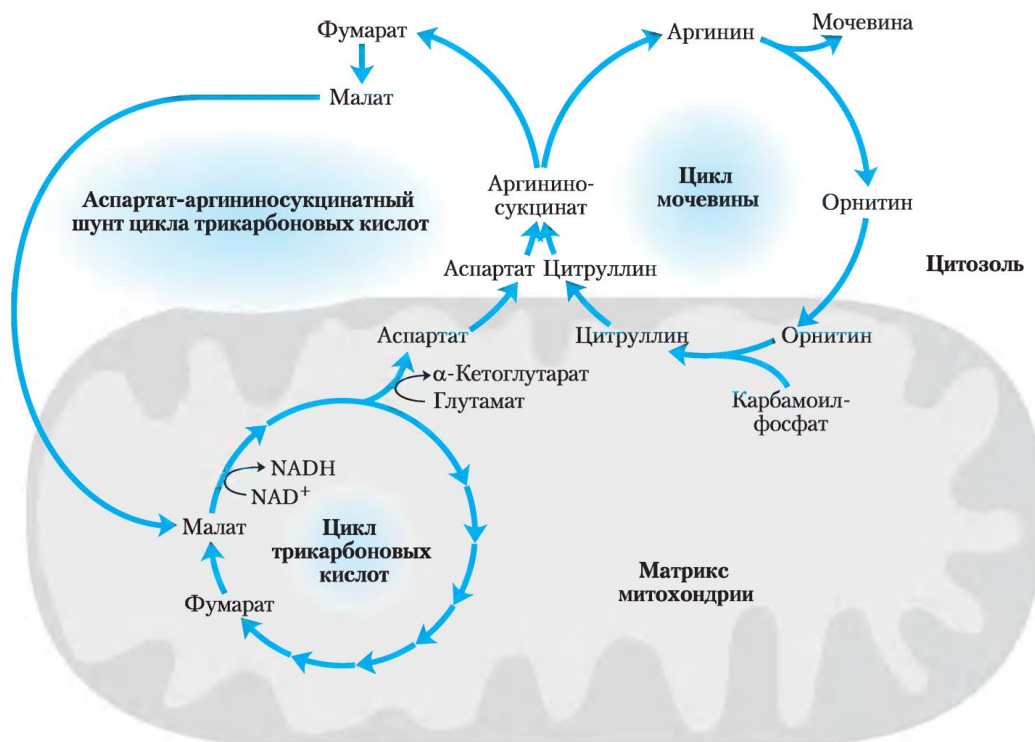 Фумарат
Аргинин
Мочевина
Малат
Аспартат-аргининосукцинатный
шунт цикла трикарбоновых кислот
Аргинино-
сукцинат
Цикл
мочевины
Орнитин
Цитозоль
Аспартат
Цитруллин
Аспартат
Цитруллин
Орнитин
α-Кетоглутарат
Глутамат
Карбамоил-
фосфат
NADH
NAD⁺
Малат
Цикл
трикарбоновых
кислот
Фумарат
Матрикс
митохондрии